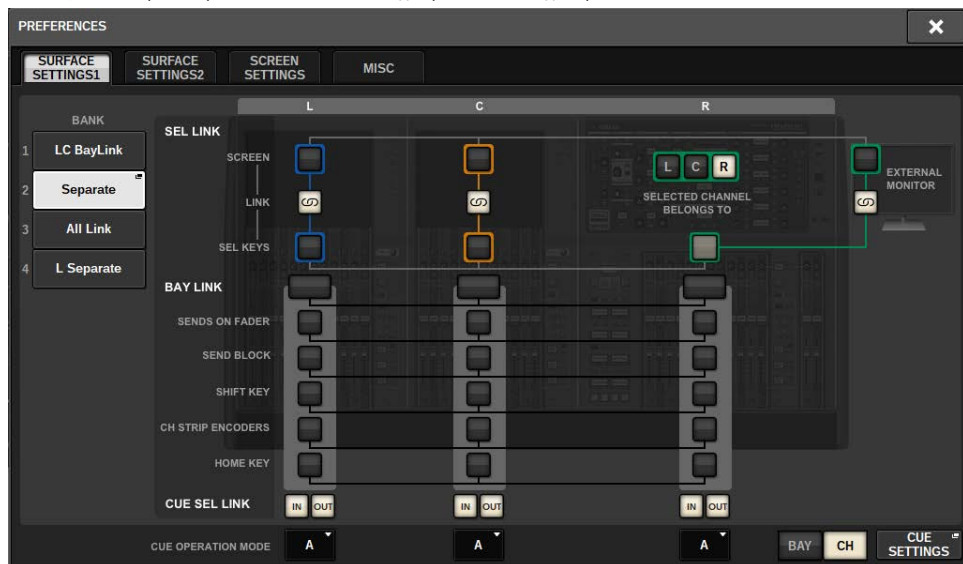 PREFERENCES
SURFACE SETTINGS1
SURFACE SETTINGS2
SCREEN SETTINGS
MISC
L
C
R
BANK
1 LC BayLink
2 Separate
3 All Link
4 L Separate
SEL LINK
SCREEN
LINK
SEL KEYS
L C R
SELECTED CHANNEL
BELONGS TO
EXTERNAL
MONITOR
BAY LINK
SENDS ON FADER
SEND BLOCK
SHIFT KEY
CH STRIP ENCODERS
HOME KEY
CUE SEL LINK
IN OUT
IN OUT
IN OUT
CUE OPERATION MODE
A
A
A
BAY CH
CUE
SETTINGS